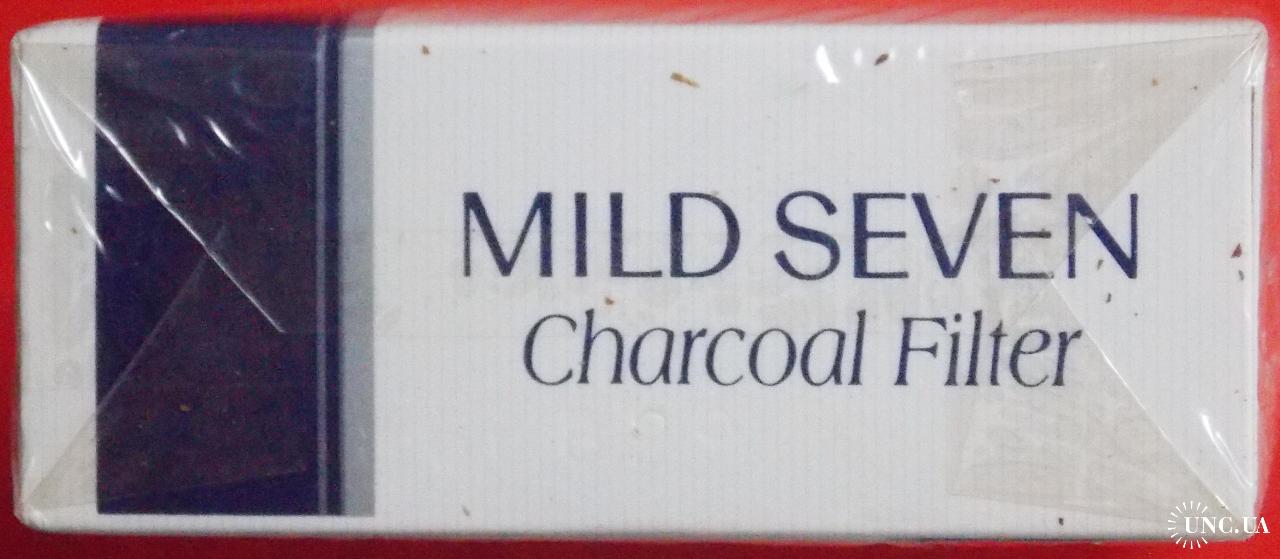 MILD SEVEN
Charcoal Filter
UNC.UA